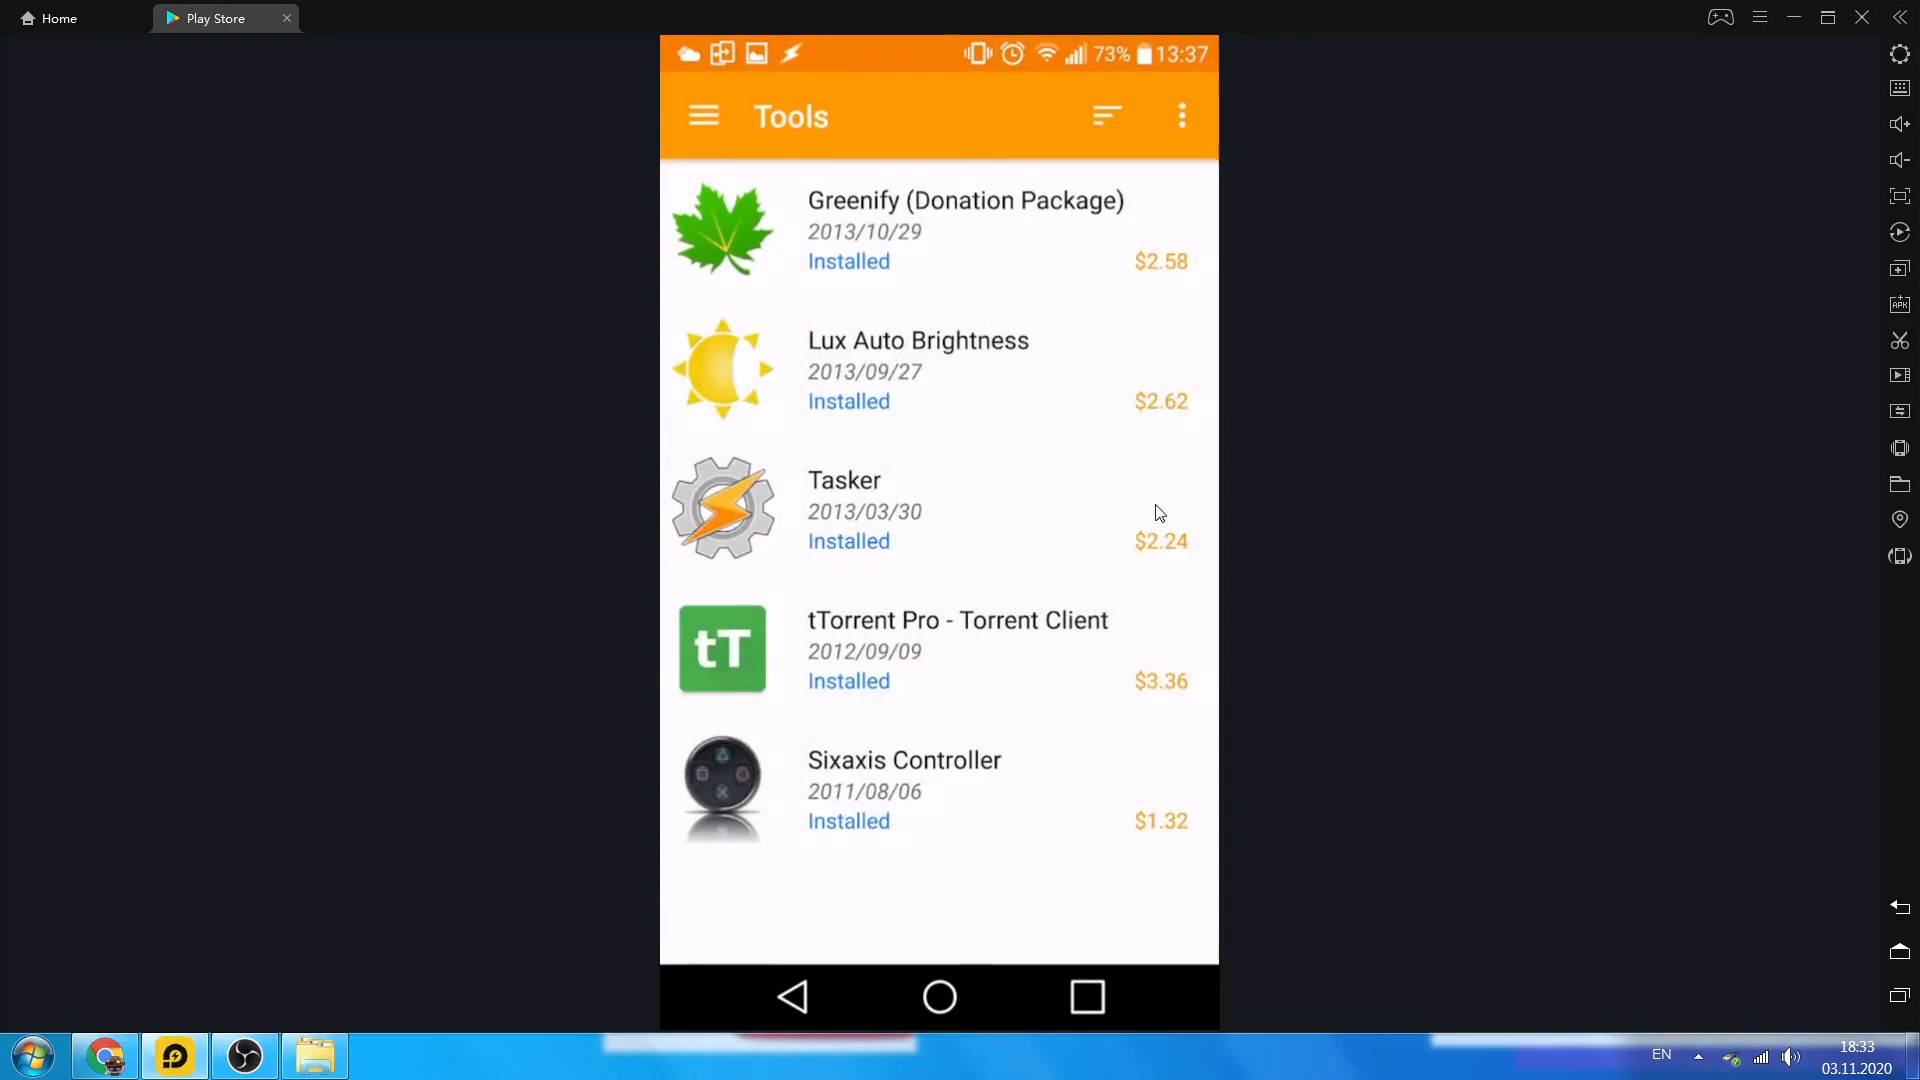 Home
Play Store
73% 13:37
Tools
Greenify (Donation Package)
2013/10/29
Installed
$2.58
Lux Auto Brightness
2013/09/27
Installed
$2.62
Tasker
2013/03/30
Installed
$2.24
tT
tTorrent Pro - Torrent Client
2012/09/09
Installed
$3.36
Sixaxis Controller
2011/08/06
Installed
$1.32
APK
EN
18:33
03.11.2020